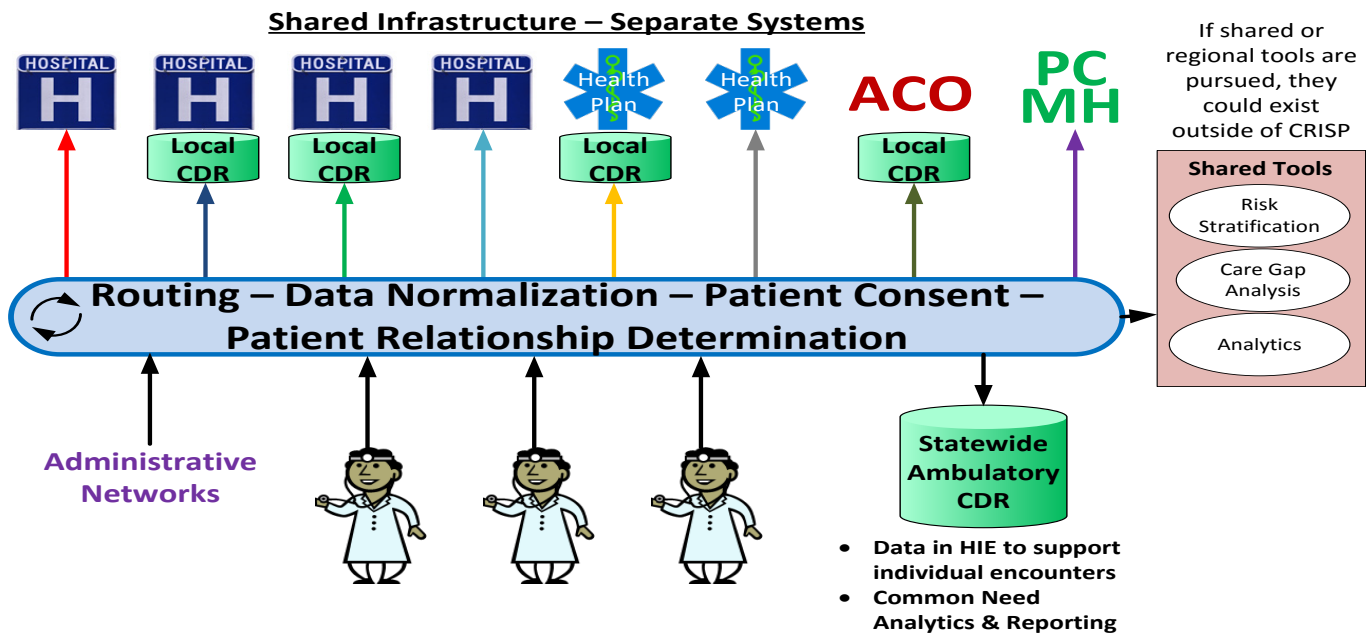 Shared Infrastructure – Separate Systems
HOSPITAL
H
HOSPITAL
H
HOSPITAL
H
HOSPITAL
H
Health
Plan
Health
Plan
ACO
PC
MH
Local
CDR
Local
CDR
Local
CDR
Local
CDR
If shared or
regional tools are
pursued, they
could exist
outside of CRISP
Shared Tools
Risk
Stratification
Care Gap
Analysis
Analytics
Routing – Data Normalization – Patient Consent –
Patient Relationship Determination
Administrative
Networks
Statewide
Ambulatory
CDR
• Data in HIE to support
individual encounters
• Common Need
Analytics & Reporting